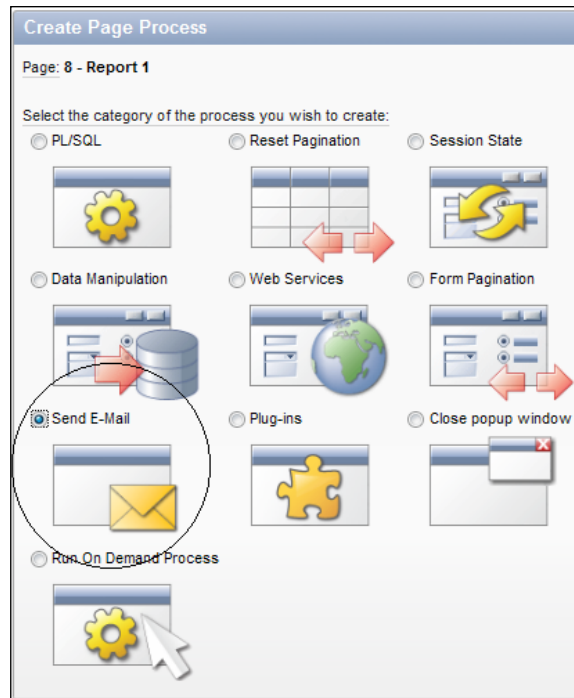 Create Page Process
Page: 8 - Report 1
Select the category of the process you wish to create:
PL/SQL Reset Pagination Session State
Data Manipulation Web Services Form Pagination
Send E-Mail Plug-ins Close popup window
Run On Demand Process